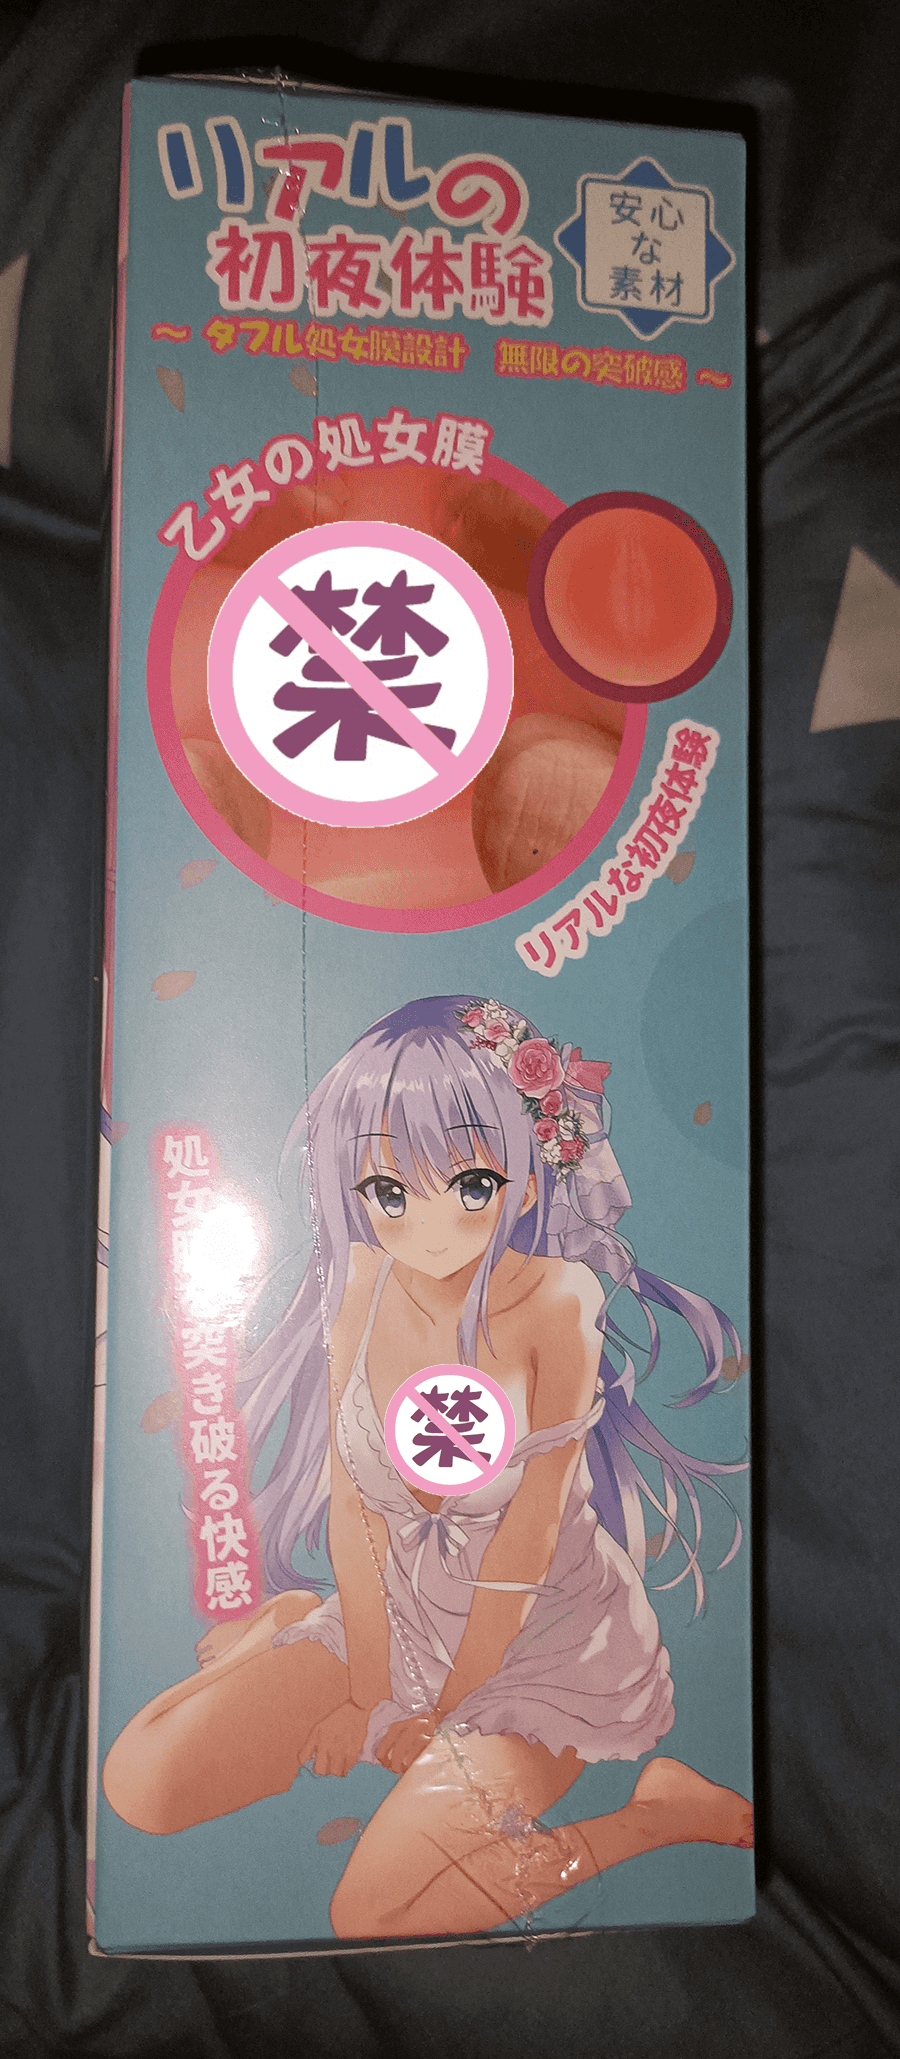 リアルの
初夜体験
安心
な
素材
～ ダブル処女膜設計 無限の突破感 ～
乙女の処女膜
禁
リアルな初夜体験
処女膜 突き破る快感
禁